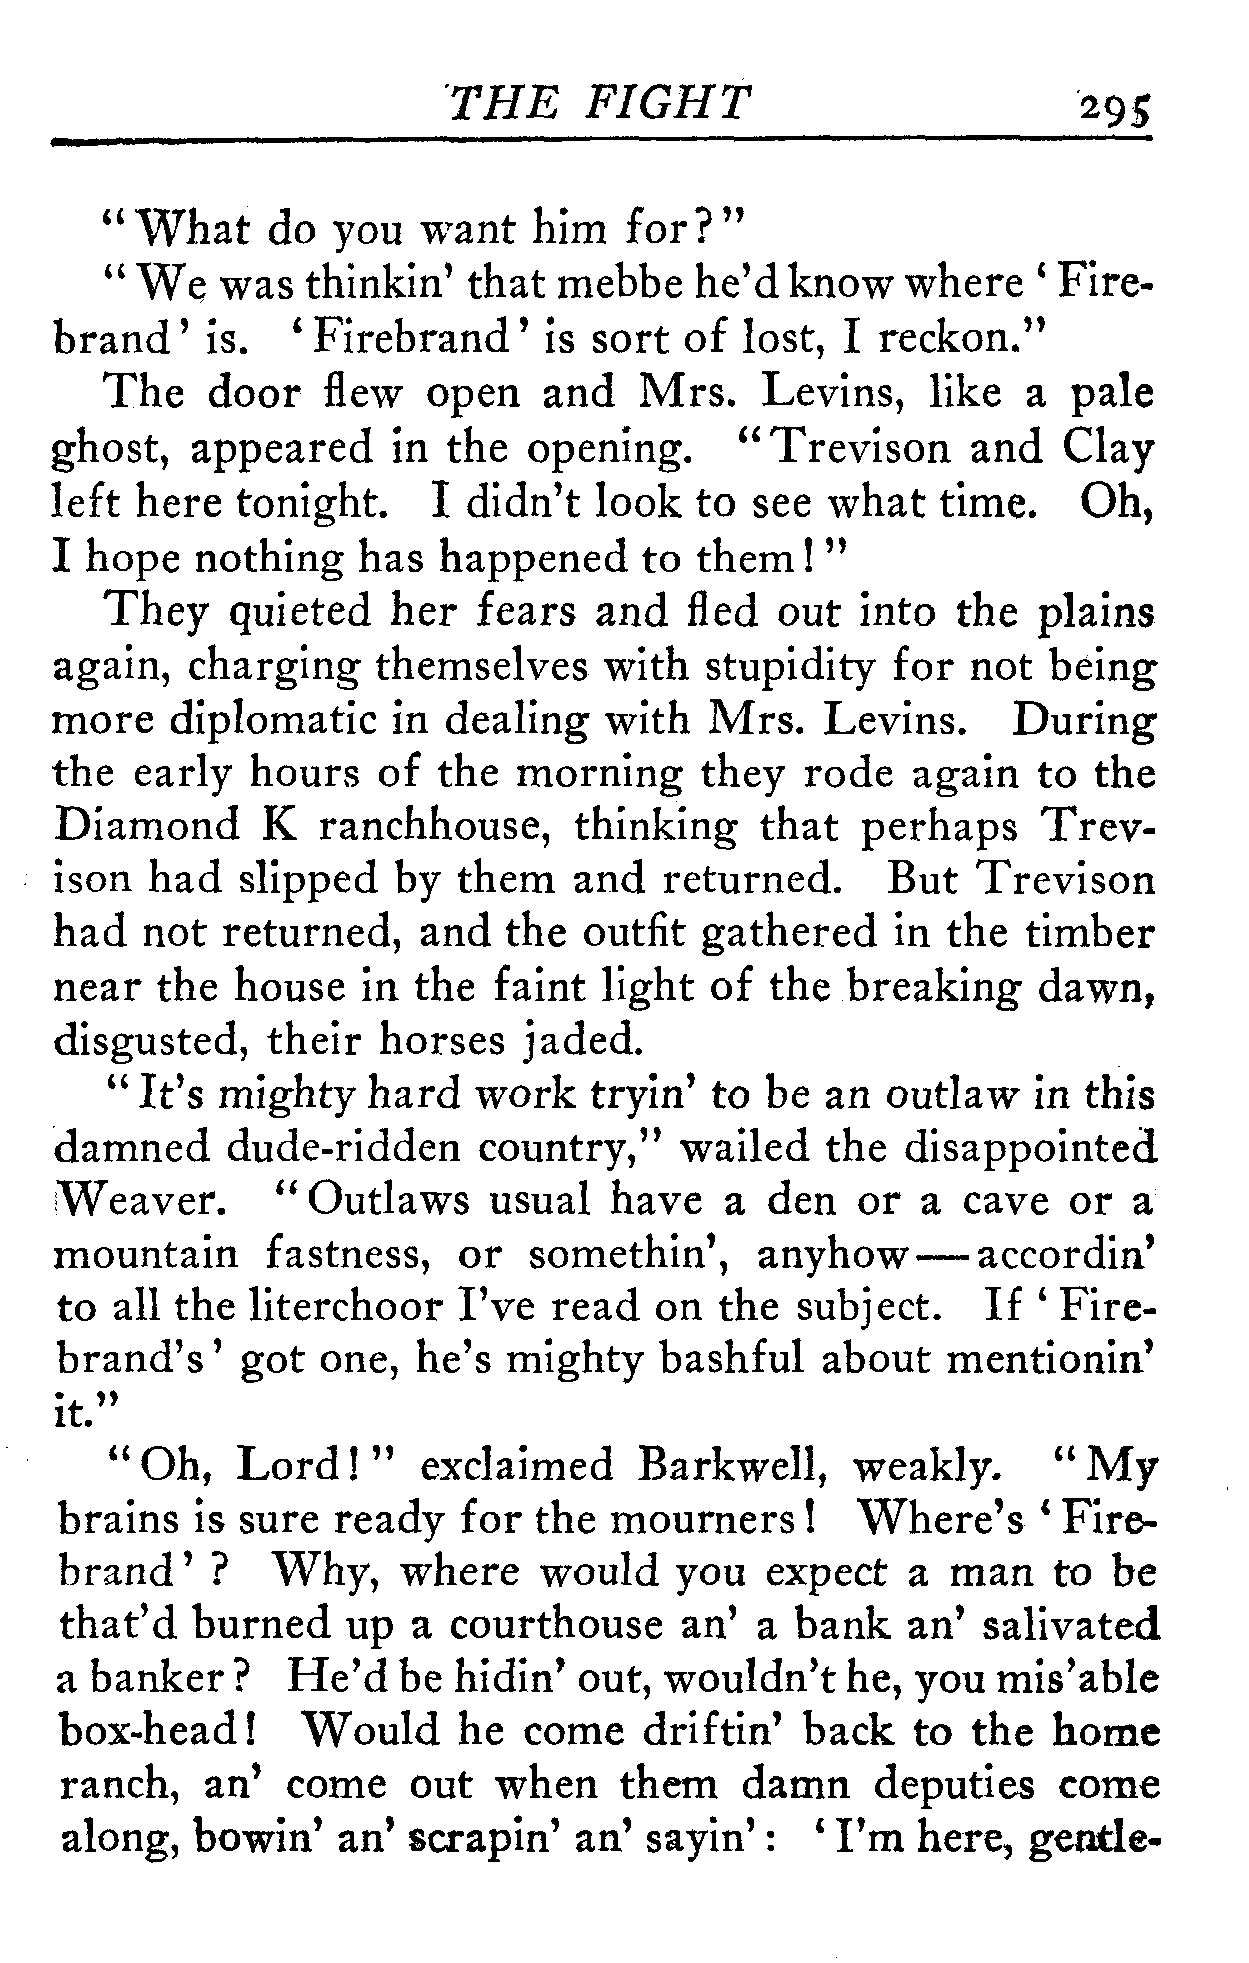 THE FIGHT 295
“What do you want him for?”
“We was thinkin’ that mebbe he’d know where ‘Fire-
brand’ is. ‘Firebrand’ is sort of lost, I reckon.”
The door flew open and Mrs. Levins, like a pale
ghost, appeared in the opening. “Trevison and Clay
left here tonight. I didn’t look to see what time. Oh,
I hope nothing has happened to them!”
They quieted her fears and fled out into the plains
again, charging themselves with stupidity for not being
more diplomatic in dealing with Mrs. Levins. During
the early hours of the morning they rode again to the
Diamond K ranchhouse, thinking that perhaps Trev-
ison had slipped by them and returned. But Trevison
had not returned, and the outfit gathered in the timber
near the house in the faint light of the breaking dawn,
disgusted, their horses jaded.
“It’s mighty hard work tryin’ to be an outlaw in this
damned dude-ridden country,” wailed the disappointed
Weaver. “Outlaws usual have a den or a cave or a
mountain fastness, or somethin’, anyhow—accordin’
to all the literchoor I’ve read on the subject. If ‘Fire-
brand’s’ got one, he’s mighty bashful about mentionin’
it.”
“Oh, Lord!” exclaimed Barkwell, weakly. “My
brains is sure ready for the mourners! Where’s ‘Fire-
brand’? Why, where would you expect a man to be
that’d burned up a courthouse an’ a bank an’ salivated
a banker? He’d be hidin’ out, wouldn’t he, you mis’able
box-head! Would he come driftin’ back to the home
ranch, an’ come out when them damn deputies come
along, bowin’ an’ scrapin’ an’ sayin’: ‘I’m here, gentle-